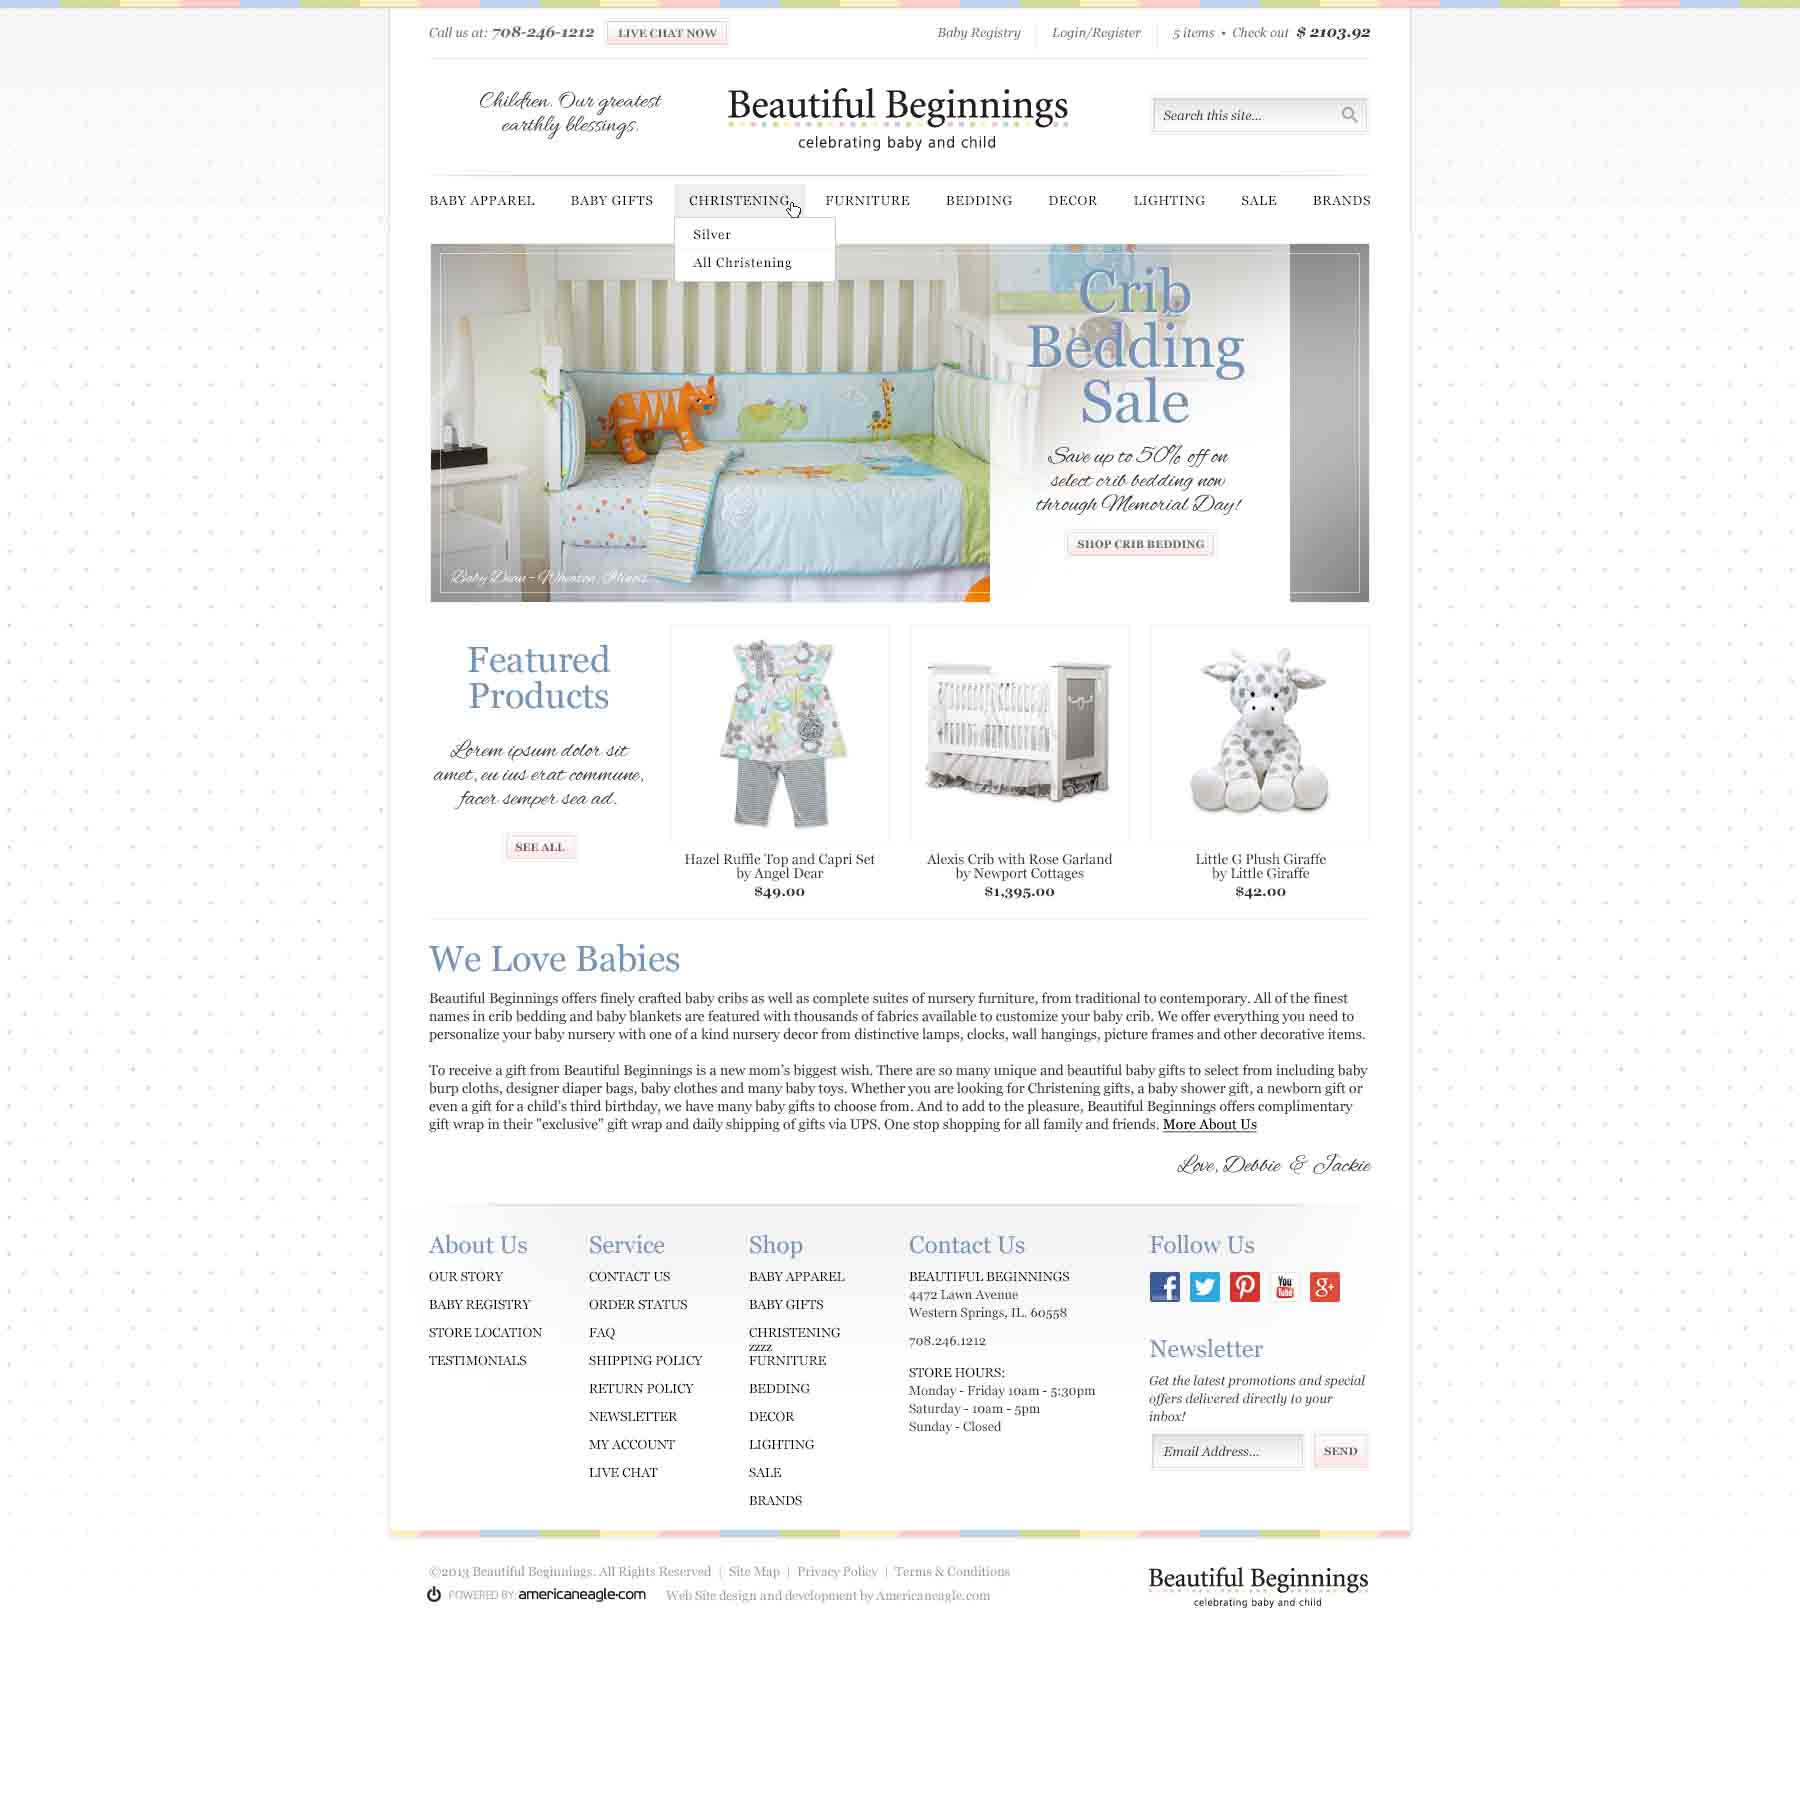 Call us at: 708-246-1212 LIVE CHAT NOW Baby Registry Login/Register 5 items • Check out $ 2103.92
Children. Our greatest
earthly blessings.
Beautiful Beginnings
celebrating baby and child
Search this site...
BABY APPAREL BABY GIFTS CHRISTENING FURNITURE BEDDING DECOR LIGHTING SALE BRANDS
Silver
All Christening
Crib
Bedding
Sale
Save up to 50% off on
select crib bedding now
through Memorial Day!
SHOP CRIB BEDDING
Baby Dean - Wheaton, Illinois
Featured
Products
Lorem ipsum dolor sit
amet, eu ius erat commune,
facer semper sea ad.
SEE ALL
Hazel Ruffle Top and Capri Set
by Angel Dear
$49.00
Alexis Crib with Rose Garland
by Newport Cottages
$1,395.00
Little G Plush Giraffe
by Little Giraffe
$42.00
We Love Babies
Beautiful Beginnings offers finely crafted baby cribs as well as complete suites of nursery furniture, from traditional to contemporary. All of the finest
names in crib bedding and baby blankets are featured with thousands of fabrics available to customize your baby crib. We offer everything you need to
personalize your baby nursery with one of a kind nursery decor from distinctive lamps, clocks, wall hangings, picture frames and other decorative items.
To receive a gift from Beautiful Beginnings is a new mom's biggest wish. There are so many unique and beautiful baby gifts to select from including baby
burp cloths, designer diaper bags, baby clothes and many baby toys. Whether you are looking for Christening gifts, a baby shower gift, a newborn gift or
even a gift for a child's third birthday, we have many baby gifts to choose from. And to add to the pleasure, Beautiful Beginnings offers complimentary
gift wrap in their "exclusive" gift wrap and daily shipping of gifts via UPS. One stop shopping for all family and friends. More About Us
Love, Debbie & Jackie
About Us
OUR STORY
BABY REGISTRY
STORE LOCATION
TESTIMONIALS
Service
CONTACT US
ORDER STATUS
FAQ
SHIPPING POLICY
RETURN POLICY
NEWSLETTER
MY ACCOUNT
LIVE CHAT
Shop
BABY APPAREL
BABY GIFTS
CHRISTENING
zzzz
FURNITURE
BEDDING
DECOR
LIGHTING
SALE
BRANDS
Contact Us
BEAUTIFUL BEGINNINGS
4472 Lawn Avenue
Western Springs, IL. 60558
708.246.1212
STORE HOURS:
Monday - Friday 10am - 5:30pm
Saturday - 10am - 5pm
Sunday - Closed
Follow Us
You
Tube
Newsletter
Get the latest promotions and special
offers delivered directly to your
inbox!
Email Address... SEND
©2013 Beautiful Beginnings. All Rights Reserved | Site Map | Privacy Policy | Terms & Conditions
POWERED BY: americaneagle.com Web Site design and development by Americaneagle.com
Beautiful Beginnings
celebrating baby and child